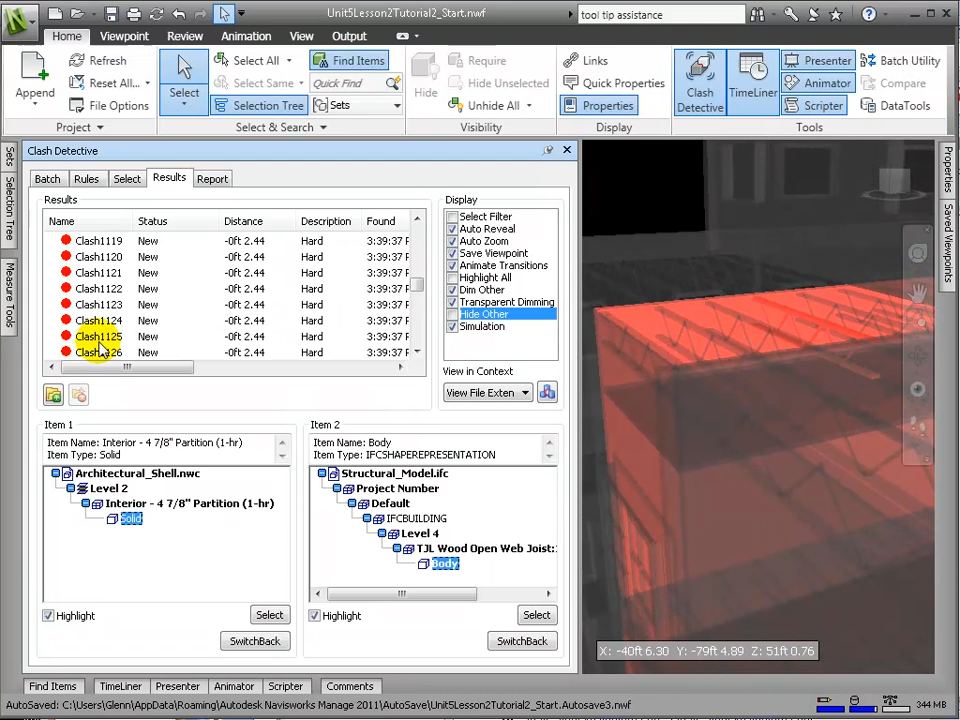 Unit5Lesson2Tutorial2_Start.nwf
tool tip assistance
Home Viewpoint Review Animation View Output
Append
Refresh
Reset All...
File Options
Project
Select
Select All
Select Same
Selection Tree
Find Items
Quick Find
Sets
Select & Search
Hide
Require
Hide Unselected
Unhide All
Visibility
Links
Quick Properties
Properties
Display
Clash Detective
TimeLiner
Presenter
Animator
Scripter
Batch Utility
Compare
DataTools
Tools
Sets
Selection Tree
Measure Tools
Clash Detective
Batch Rules Select Results Report
Results
Name Status Distance Description Found
Clash1119 New -0ft 2.44 Hard 3:39:37 P
Clash1120 New -0ft 2.44 Hard 3:39:37 P
Clash1121 New -0ft 2.44 Hard 3:39:37 P
Clash1122 New -0ft 2.44 Hard 3:39:37 P
Clash1123 New -0ft 2.44 Hard 3:39:37 P
Clash1124 New -0ft 2.44 Hard 3:39:37 P
Clash1125 New -0ft 2.44 Hard 3:39:37 P
Clash1126 New -0ft 2.44 Hard 3:39:37 P
Display
Select Filter
Auto Reveal
Auto Zoom
Save Viewpoint
Animate Transitions
Highlight All
Dim Other
Transparent Dimming
Hide Other
Simulation
View in Context
View File Exten
Item 1
Item Name: Interior - 4 7/8" Partition (1-hr)
Item Type: Solid
Architectural_Shell.nwc
Level 2
Interior - 4 7/8" Partition (1-hr)
Solid
Highlight
Select
SwitchBack
Item 2
Item Name: Body
Item Type: IFCSHAPEREPRESENTATION
Structural_Model.ifc
Project Number
Default
IFCBUILDING
Level 4
TJL Wood Open Web Joist:
Body
Highlight
Select
SwitchBack
Properties
Saved Viewpoints
X: -40ft 6.30 Y: -79ft 4.89 Z: 51ft 0.76
Find Items TimeLiner Presenter Animator Scripter Comments
AutoSaved: C:\Users\Glenn\AppData\Roaming\Autodesk Navisworks Manage 2011\AutoSave\Unit5Lesson2Tutorial2_Start.Autosave3.nwf
344 MB